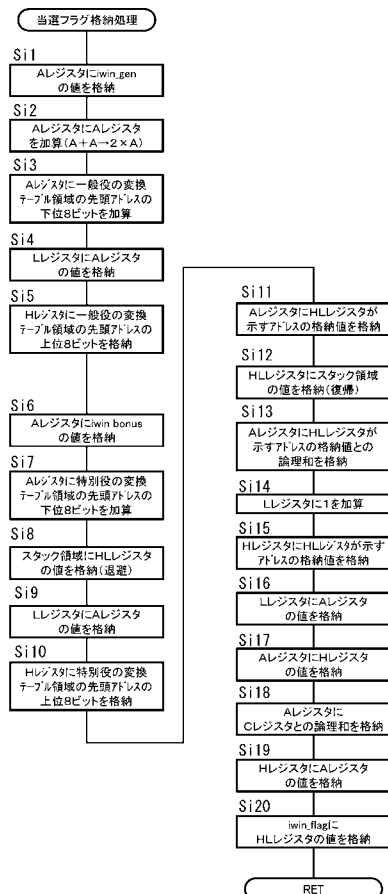 当選フラグ格納処理
Si1
Aレジスタにiwin_gen
の値を格納
Si2
AレジスタにAレジスタ
を加算(A+A→2×A)
Si3
Aレジスタに一般役の変換
テーブル領域の先頭アドレスの
下位8ビットを加算
Si4
LレジスタにAレジスタ
の値を格納
Si5
Hレジスタに一般役の変換
テーブル領域の先頭アドレスの
上位8ビットを格納
Si6
Aレジスタにiwin bonus
の値を格納
Si7
Aレジスタに特別役の変換
テーブル領域の先頭アドレスの
下位8ビットを加算
Si8
スタック領域にHLレジスタ
の値を格納(退避)
Si9
LレジスタにAレジスタ
の値を格納
Si10
Hレジスタに特別役の変換
テーブル領域の先頭アドレスの
上位8ビットを格納
Si11
AレジスタにHLレジスタが
示すアドレスの格納値を格納
Si12
HLレジスタにスタック領域
の値を格納(復帰)
Si13
AレジスタにHLレジスタが
示すアドレスの格納値との
論理和を格納
Si14
Lレジスタに1を加算
Si15
HレジスタにHLレジスタが示す
アドレスの格納値を格納
Si16
LレジスタにAレジスタ
の値を格納
Si17
AレジスタにHレジスタ
の値を格納
Si18
Aレジスタに
Cレジスタとの論理和を格納
Si19
HレジスタにAレジスタ
の値を格納
Si20
iwin_flagに
HLレジスタの値を格納
RET